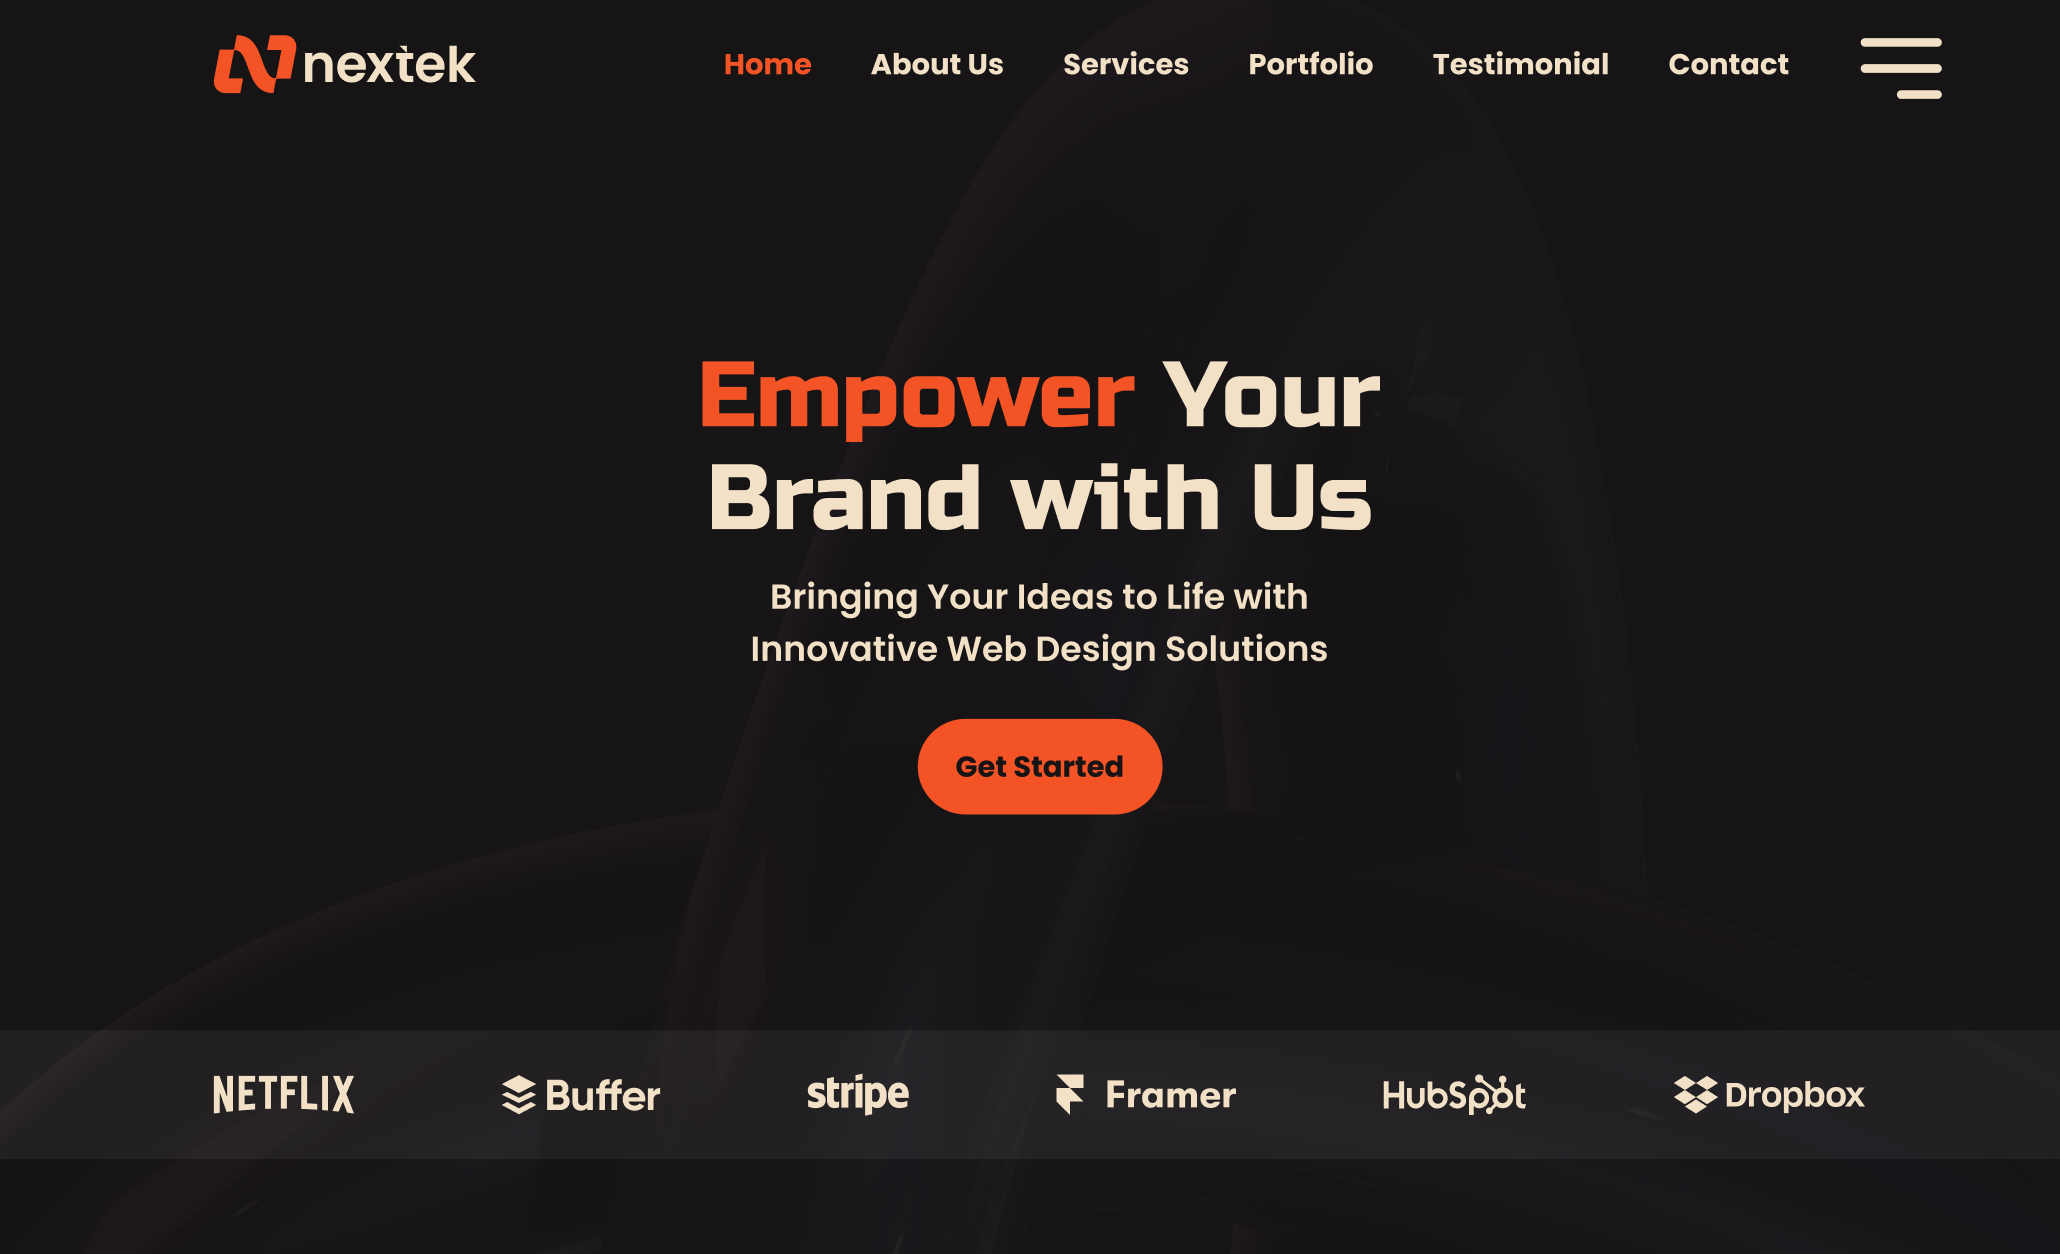 nextek
Home About Us Services Portfolio Testimonial Contact
Empower Your
Brand with Us
Bringing Your Ideas to Life with
Innovative Web Design Solutions
Get Started
NETFLIX Buffer stripe Framer HubSpot Dropbox